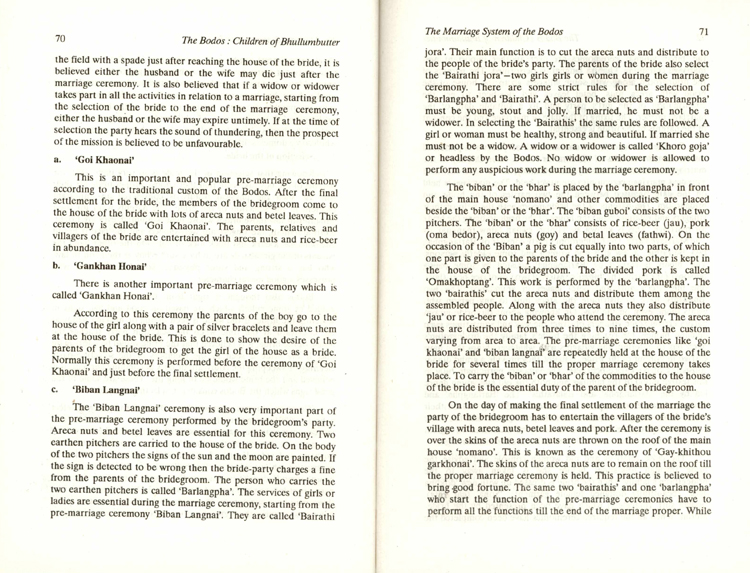 70 The Bodos : Children of Bhullumbutter
the field with a spade just after reaching the house of the bride, it is
believed either the husband or the wife may die just after the
marriage ceremony. It is also believed that if a widow or widower
takes part in all the activities in relation to a marriage, starting from
the selection of the bride to the end of the marriage ceremony,
either the husband or the wife may expire untimely. If at the time of
selection the party hears the sound of thundering, then the prospect
of the mission is believed to be unfavourable.
a. 'Goi Khaonai'
This is an important and popular pre-marriage ceremony
according to the traditional custom of the Bodos. After the final
settlement for the bride, the members of the bridegroom come to
the house of the bride with lots of areca nuts and betel leaves. This
ceremony is called 'Goi Khaonai'. The parents, relatives and
villagers of the bride are entertained with areca nuts and rice-beer
in abundance.
b. 'Gankhan Honai'
There is another important pre-marriage ceremony which is
called 'Gankhan Honai'.
According to this ceremony the parents of the boy go to the
house of the girl along with a pair of silver bracelets and leave them
at the house of the bride. This is done to show the desire of the
parents of the bridegroom to get the girl of the house as a bride.
Normally this ceremony is performed before the ceremony of 'Goi
Khaonai' and just before the final settlement.
c. 'Biban Langnai'
The 'Biban Langnai' ceremony is also very important part of
the pre-marriage ceremony performed by the bridegroom's party.
Areca nuts and betel leaves are essential for this ceremony. Two
earthen pitchers are carried to the house of the bride. On the body
of the two pitchers the signs of the sun and the moon are painted. If
the sign is detected to be wrong then the bride-party charges a fine
from the parents of the bridegroom. The person who carries the
two earthen pitchers is called 'Barlangpha'. The services of girls or
ladies are essential during the marriage ceremony, starting from the
pre-marriage ceremony 'Biban Langnai'. They are called 'Bairathi
The Marriage System of the Bodos 71
jora'. Their main function is to cut the areca nuts and distribute to
the people of the bride's party. The parents of the bride also select
the 'Bairathi jora'–two girls girls or women during the marriage
ceremony. There are some strict rules for the selection of
'Barlangpha' and 'Bairathi'. A person to be selected as 'Barlangpha'
must be young, stout and jolly. If married, he must not be a
widower. In selecting the 'Bairathis' the same rules are followed. A
girl or woman must be healthy, strong and beautiful. If married she
must not be a widow. A widow or a widower is called 'Khoro goja'
or headless by the Bodos. No widow or widower is allowed to
perform any auspicious work during the marriage ceremony.
The 'biban' or the 'bhar' is placed by the 'barlangpha' in front
of the main house 'nomano' and other commodities are placed
beside the 'biban' or the 'bhar'. The 'biban guboi' consists of the two
pitchers. The 'biban' or the 'bhar' consists of rice-beer (jau), pork
(oma bedor), areca nuts (goy) and betal leaves (fathwi). On the
occasion of the 'Biban' a pig is cut equally into two parts, of which
one part is given to the parents of the bride and the other is kept in
the house of the bridegroom. The divided pork is called
'Omakhoptang'. This work is performed by the 'barlangpha'. The
two 'bairathis' cut the areca nuts and distribute them among the
assembled people. Along with the areca nuts they also distribute
'jau' or rice-beer to the people who attend the ceremony. The areca
nuts are distributed from three times to nine times, the custom
varying from area to area. The pre-marriage ceremonies like 'goi
khaonai' and 'biban langnai' are repeatedly held at the house of the
bride for several times till the proper marriage ceremony takes
place. To carry the 'biban' or 'bhar' of the commodities to the house
of the bride is the essential duty of the parent of the bridegroom.
On the day of making the final settlement of the marriage the
party of the bridegroom has to entertain the villagers of the bride's
village with areca nuts, betel leaves and pork. After the ceremony is
over the skins of the areca nuts are thrown on the roof of the main
house 'nomano'. This is known as the ceremony of 'Gay-khithou
garkhonai'. The skins of the areca nuts are to remain on the roof till
the proper marriage ceremony is held. This practice is believed to
bring good fortune. The same two 'bairathis' and one 'barlangpha'
who start the function of the pre-marriage ceremonies have to
perform all the functions till the end of the marriage proper. While